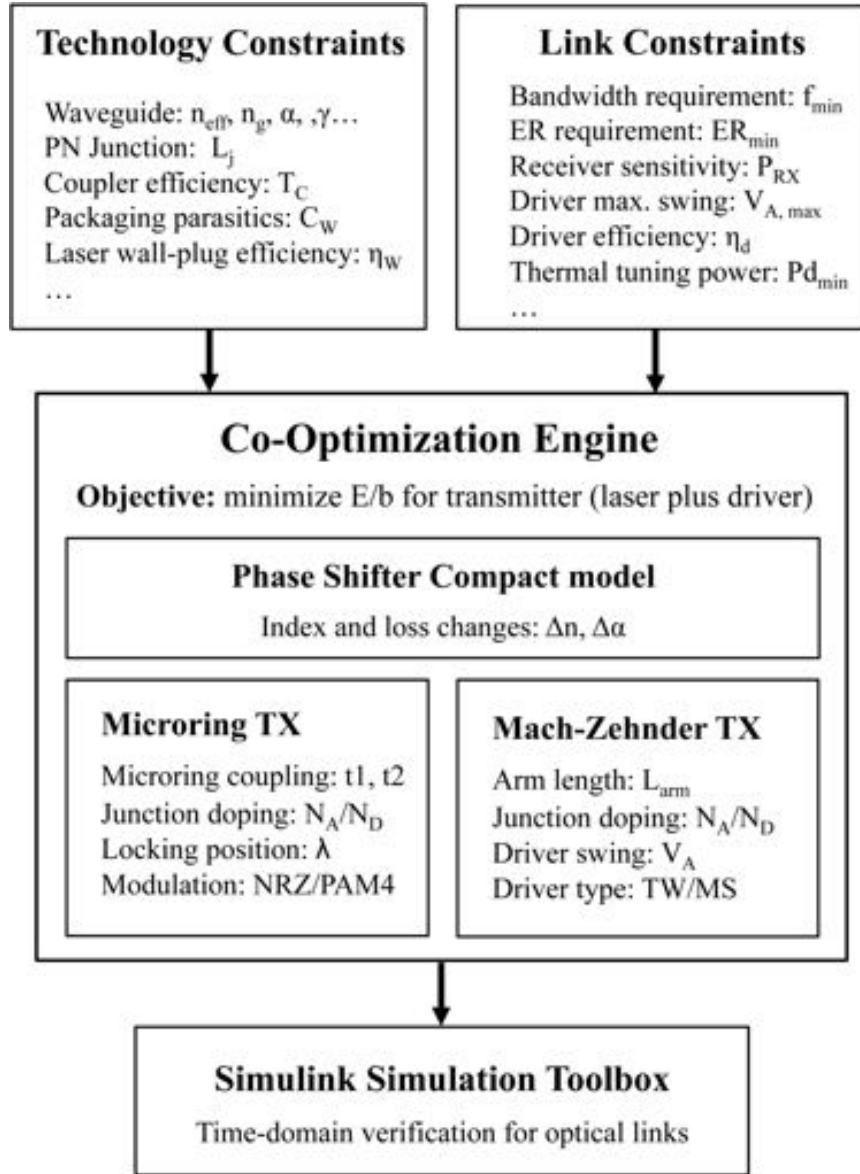 Technology Constraints
Waveguide: n_eff, n_g, α, ,γ…
PN Junction: L_j
Coupler efficiency: T_C
Packaging parasitics: C_W
Laser wall-plug efficiency: η_W
…
Link Constraints
Bandwidth requirement: f_min
ER requirement: ER_min
Receiver sensitivity: P_RX
Driver max. swing: V_A, max
Driver efficiency: η_d
Thermal tuning power: Pd_min
…
Co-Optimization Engine
Objective: minimize E/b for transmitter (laser plus driver)
Phase Shifter Compact model
Index and loss changes: Δn, Δα
Microring TX
Microring coupling: t1, t2
Junction doping: N_A/N_D
Locking position: λ
Modulation: NRZ/PAM4
Mach-Zehnder TX
Arm length: L_arm
Junction doping: N_A/N_D
Driver swing: V_A
Driver type: TW/MS
Simulink Simulation Toolbox
Time-domain verification for optical links